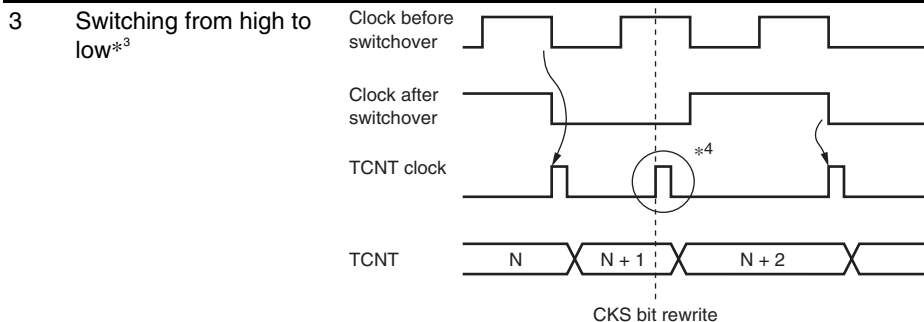 3 Switching from high to
low*3
Clock before
switchover
Clock after
switchover
TCNT clock
*4
TCNT
N
N + 1
N + 2
CKS bit rewrite